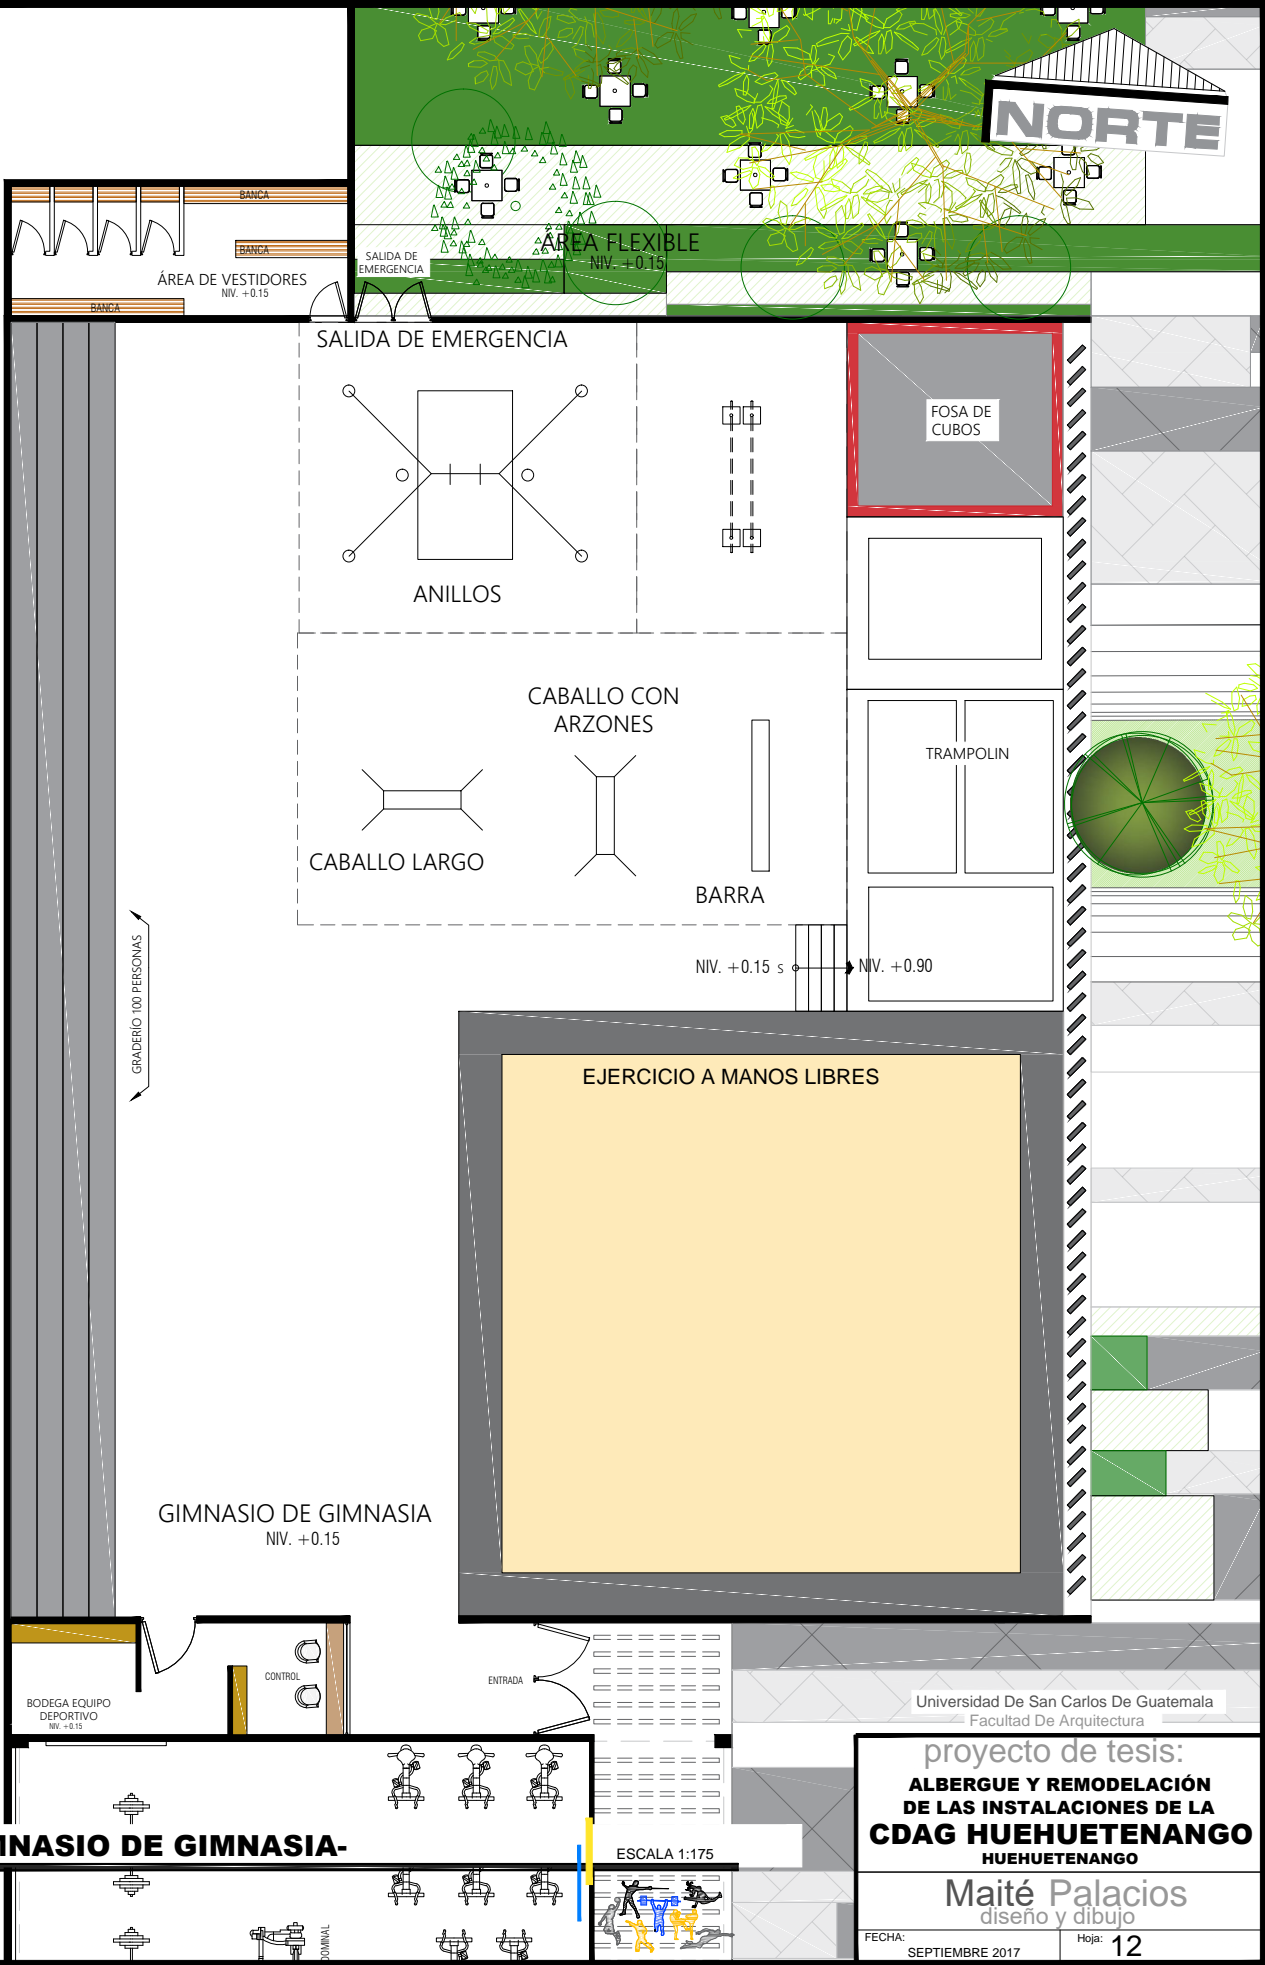 NORTE
BANCA
BANCA
ÁREA DE VESTIDORES
NIV. +0.15
BANCA
SALIDA DE
EMERGENCIA
ÁREA FLEXIBLE
NIV. +0.15
SALIDA DE EMERGENCIA
FOSA DE
CUBOS
ANILLOS
CABALLO CON
ARZONES
TRAMPOLIN
CABALLO LARGO
BARRA
GRADERÍO 100 PERSONAS
NIV. +0.15 S
NIV. +0.90
EJERCICIO A MANOS LIBRES
GIMNASIO DE GIMNASIA
NIV. +0.15
CONTROL
ENTRADA
BODEGA EQUIPO
DEPORTIVO
NIV. +0.15
Universidad De San Carlos De Guatemala
Facultad De Arquitectura
proyecto de tesis:
ALBERGUE Y REMODELACIÓN
DE LAS INSTALACIONES DE LA
CDAG HUEHUETENANGO
HUEHUETENANGO
Maité Palacios
diseño y dibujo
FECHA:
SEPTIEMBRE 2017
Hoja: 12
MNASIO DE GIMNASIA-
ESCALA 1:175
DOMINAL